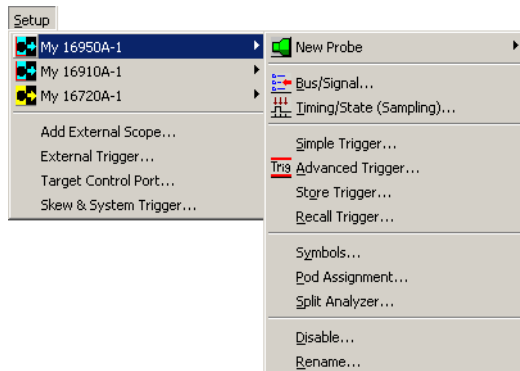 Setup
My 16950A-1
My 16910A-1
My 16720A-1
Add External Scope...
External Trigger...
Target Control Port...
Skew & System Trigger...
New Probe
Bus/Signal...
Timing/State (Sampling)...
Simple Trigger...
Trig Advanced Trigger...
Store Trigger...
Recall Trigger...
Symbols...
Pod Assignment...
Split Analyzer...
Disable...
Rename...